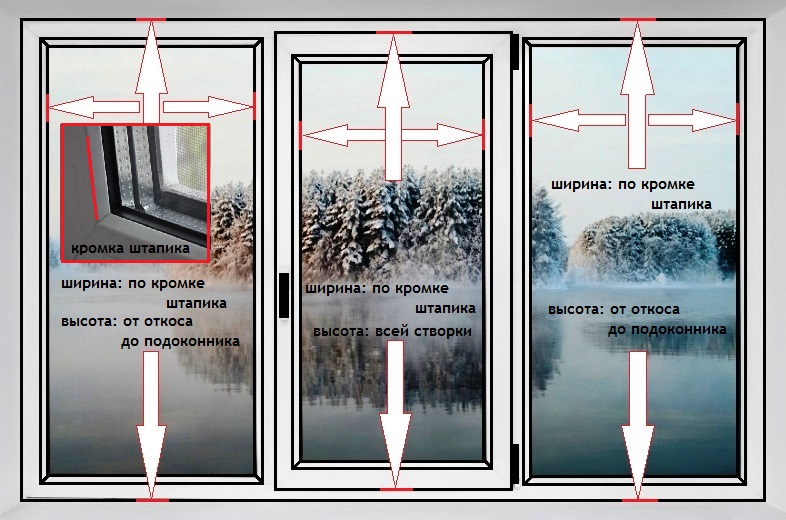 кромка штапика
ширина: по кромке
штапика
высота: от откоса
до подоконника
ширина: по кромке
штапика
высота: всей створки
ширина: по кромке
штапика
высота: от откоса
до подоконника